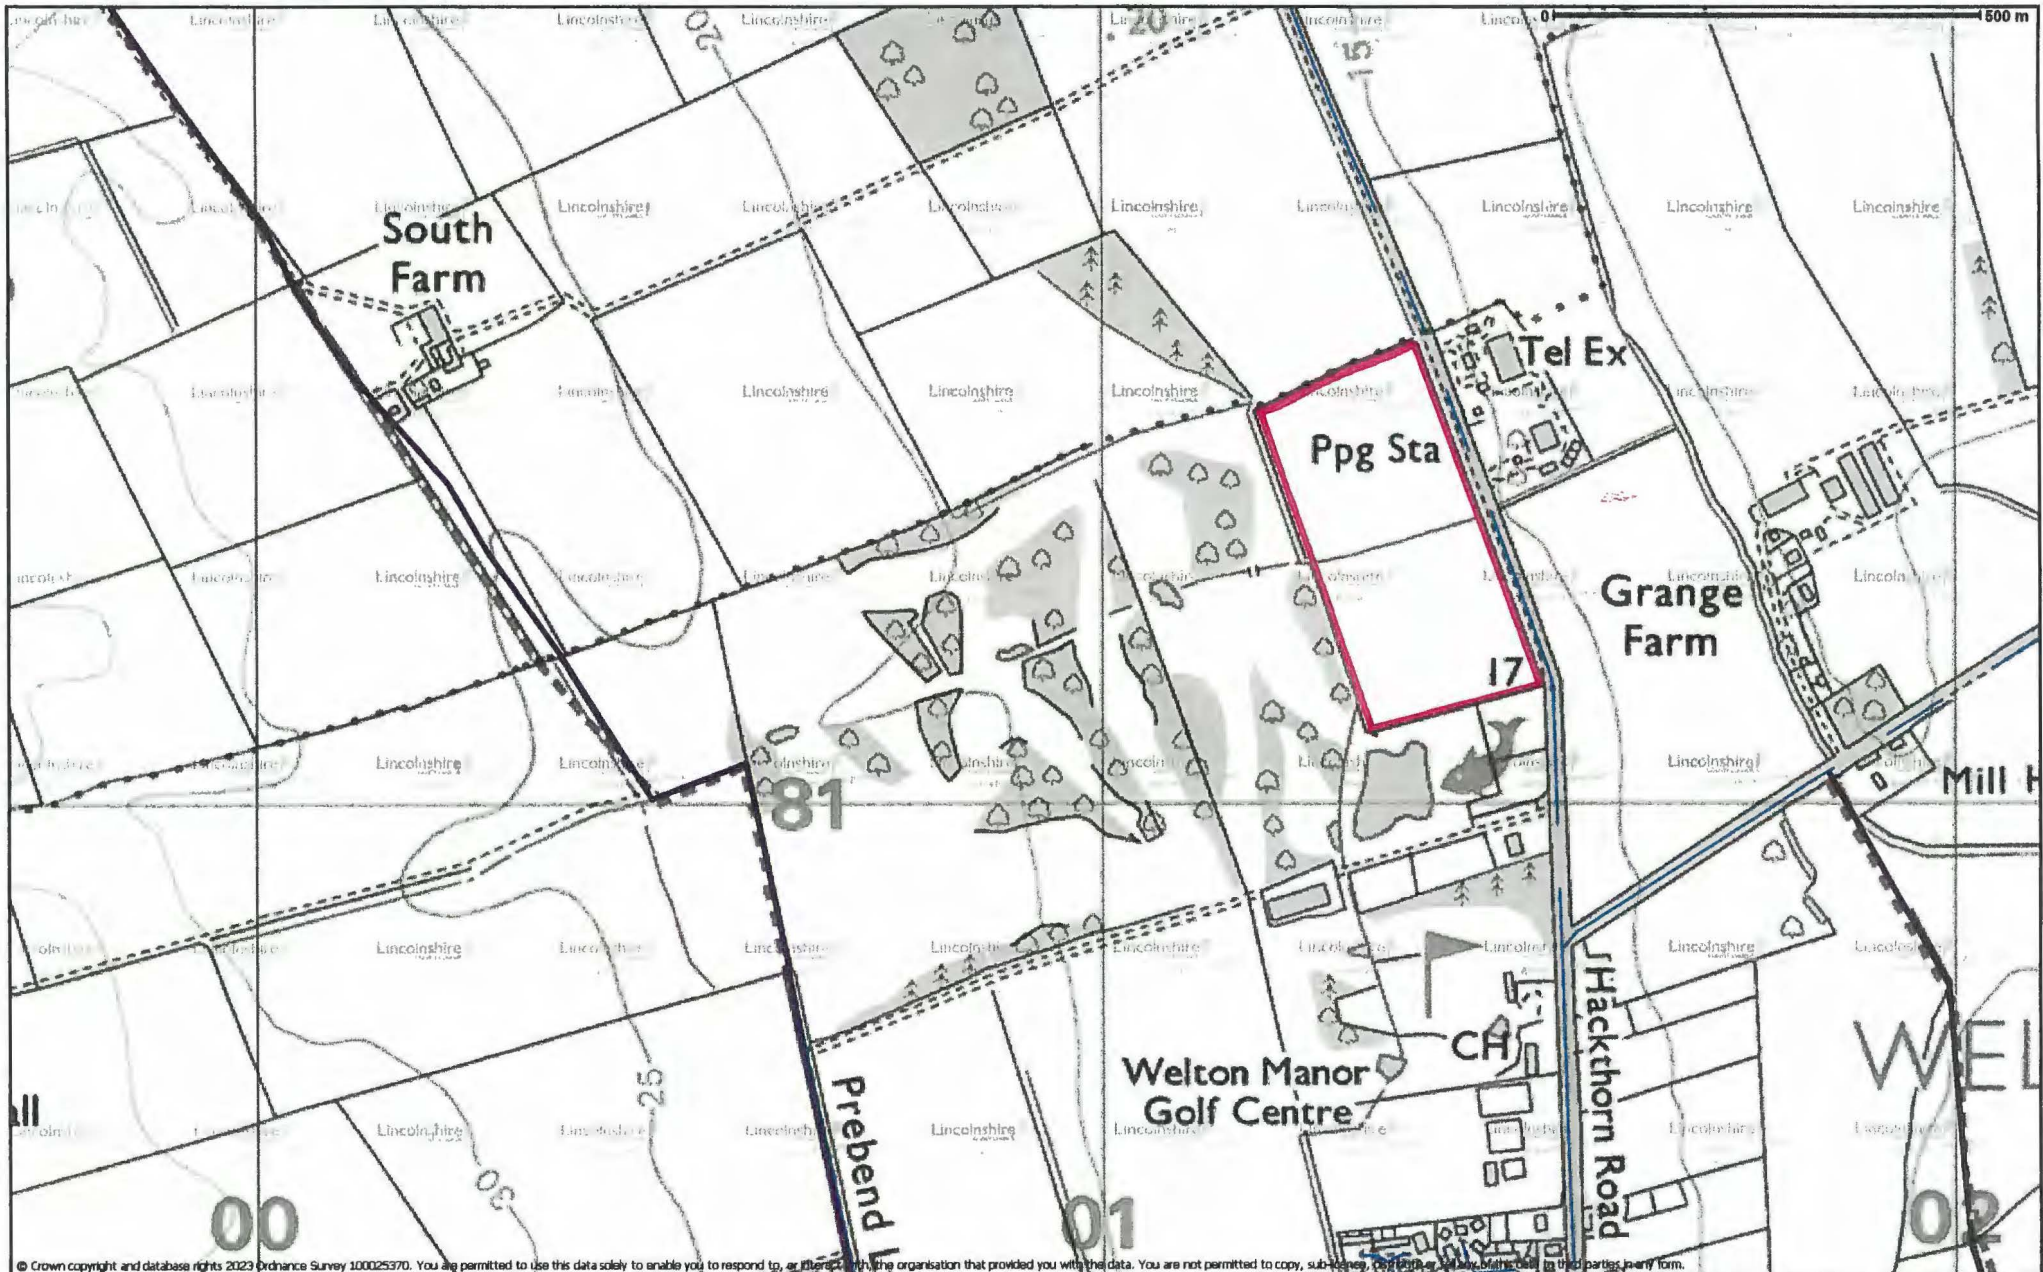 0 500 m
20
20
15
South
Farm
Tel Ex
Ppg Sta
Grange
Farm
17
81
Mill
Hackthorn Road
CH
Welton Manor
Golf Centre
WEL
25
all
Prebend L
30
00
01
02
Lincolnshire
© Crown copyright and database rights 2023 Ordnance Survey 100025370. You are permitted to use this data solely to enable you to respond to, or interact with, the organisation that provided you with the data. You are not permitted to copy, sub-licence, distribute or sell any of this data to third parties in any form.